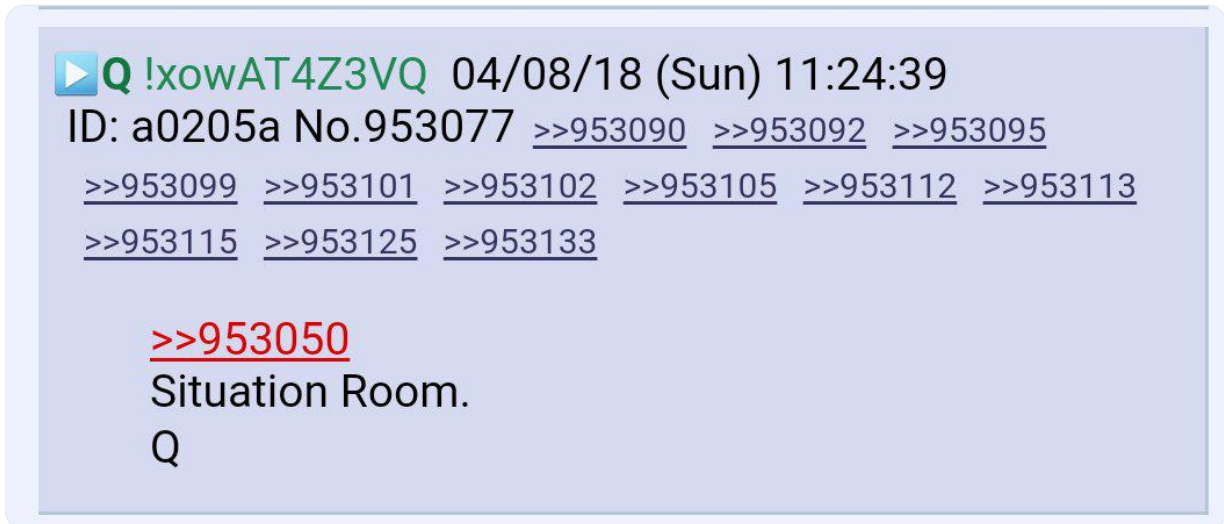 Q !xowAT4Z3VQ 04/08/18 (Sun) 11:24:39
ID: a0205a No.953077 >>953090 >>953092 >>953095
>>953099 >>953101 >>953102 >>953105 >>953112 >>953113
>>953115 >>953125 >>953133
>>953050
Situation Room.
Q